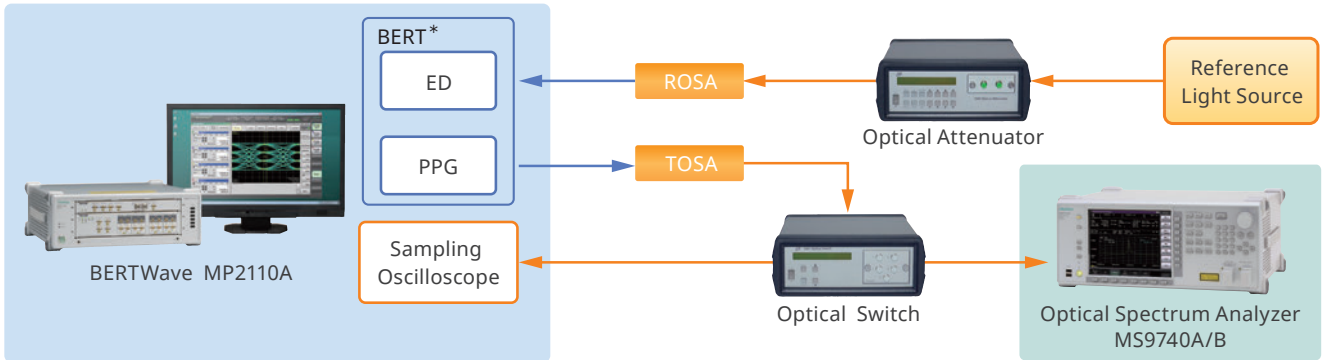 BERT*
ED
PPG
Sampling
Oscilloscope
BERTWave MP2110A
ROSA
TOSA
Optical Attenuator
Reference
Light Source
Optical Switch
Optical Spectrum Analyzer
MS9740A/B